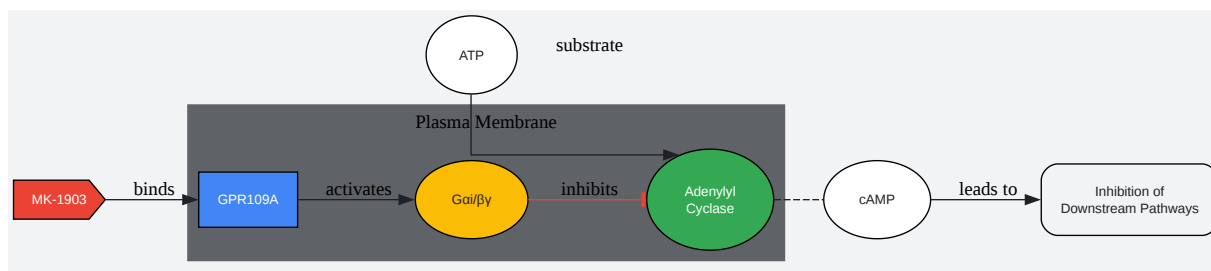 ATP
substrate
Plasma Membrane
MK-1903
binds
GPR109A
activates
Gαi/βγ
inhibits
Adenylyl
Cyclase
cAMP
leads to
Inhibition of
Downstream Pathways